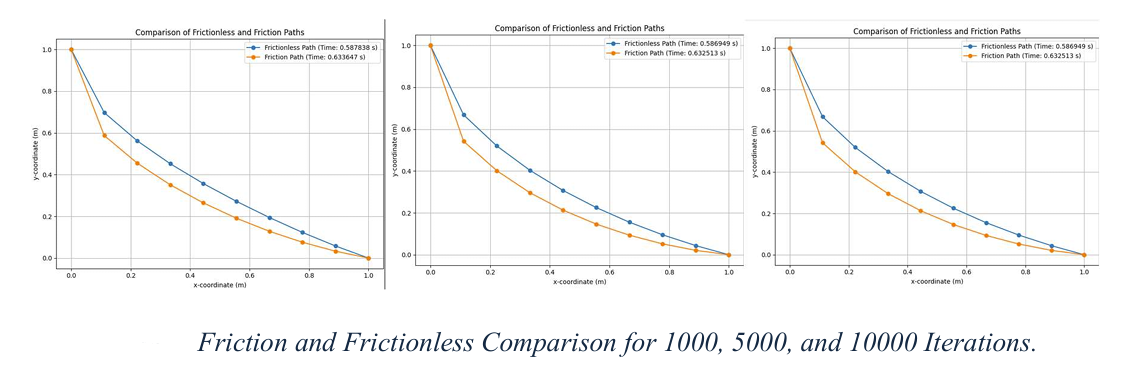 Comparison of Frictionless and Friction Paths
Frictionless Path (Time: 0.587838 s)
Friction Path (Time: 0.633647 s)
y-coordinate (m)
1.0
0.8
0.6
0.4
0.2
0.0
0.0 0.2 0.4 0.6 0.8 1.0
x-coordinate (m)
Comparison of Frictionless and Friction Paths
Frictionless Path (Time: 0.586949 s)
Friction Path (Time: 0.632513 s)
y-coordinate (m)
1.0
0.8
0.6
0.4
0.2
0.0
0.0 0.2 0.4 0.6 0.8 1.0
x-coordinate (m)
Comparison of Frictionless and Friction Paths
Frictionless Path (Time: 0.586949 s)
Friction Path (Time: 0.632513 s)
y-coordinate (m)
1.0
0.8
0.6
0.4
0.2
0.0
0.0 0.2 0.4 0.6 0.8 1.0
x-coordinate (m)
Friction and Frictionless Comparison for 1000, 5000, and 10000 Iterations.